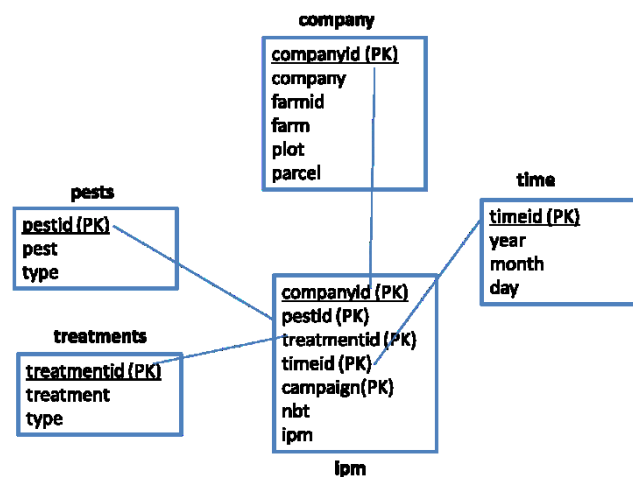 company
companyid (PK)
company
farmid
farm
plot
parcel
pests
pestid (PK)
pest
type
time
timeid (PK)
year
month
day
treatments
treatmentid (PK)
treatment
type
companyid (PK)
pestid (PK)
treatmentid (PK)
timeid (PK)
campaign(PK)
nbt
ipm
ipm